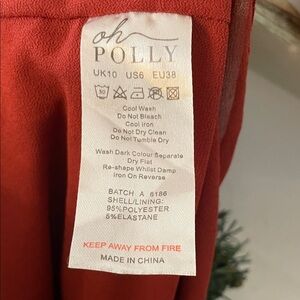 oh
POLLY
UK10 US6 EU38
30
Cool Wash
Do Not Bleach
Cool Iron
Do Not Dry Clean
Do Not Tumble Dry
Wash Dark Colour Separate
Dry Flat
Re-shape Whilst Damp
Iron On Reverse
BATCH A 6186
SHELL/LINING:
95%POLYESTER
5%ELASTANE
KEEP AWAY FROM FIRE
MADE IN CHINA